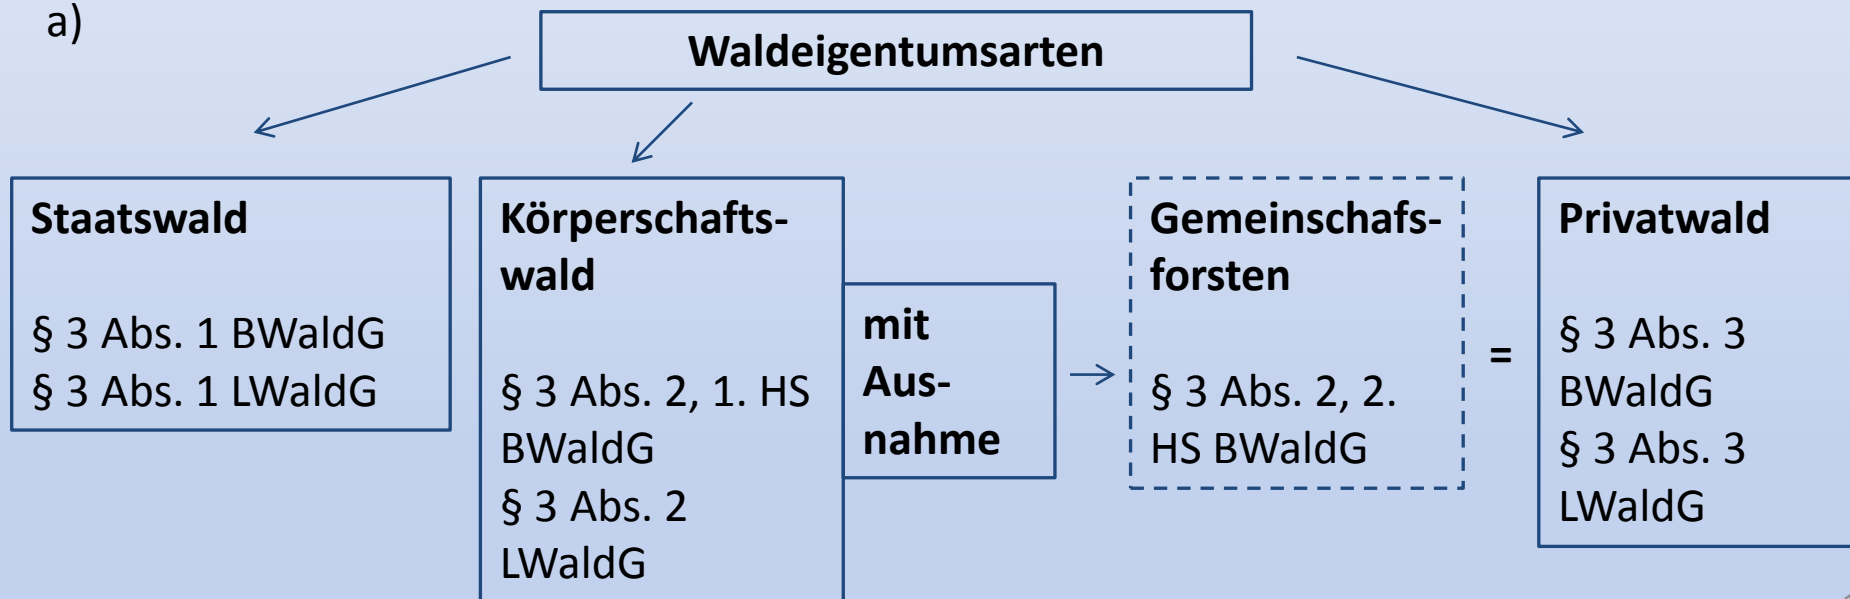 a)
Waldeigentumsarten
Staatswald
§ 3 Abs. 1 BWaldG
§ 3 Abs. 1 LWaldG
Körperschafts-
wald
§ 3 Abs. 2, 1. HS
BWaldG
§ 3 Abs. 2
LWaldG
mit
Aus-
nahme
Gemeinschafs-
forsten
§ 3 Abs. 2, 2.
HS BWaldG
=
Privatwald
§ 3 Abs. 3
BWaldG
§ 3 Abs. 3
LWaldG